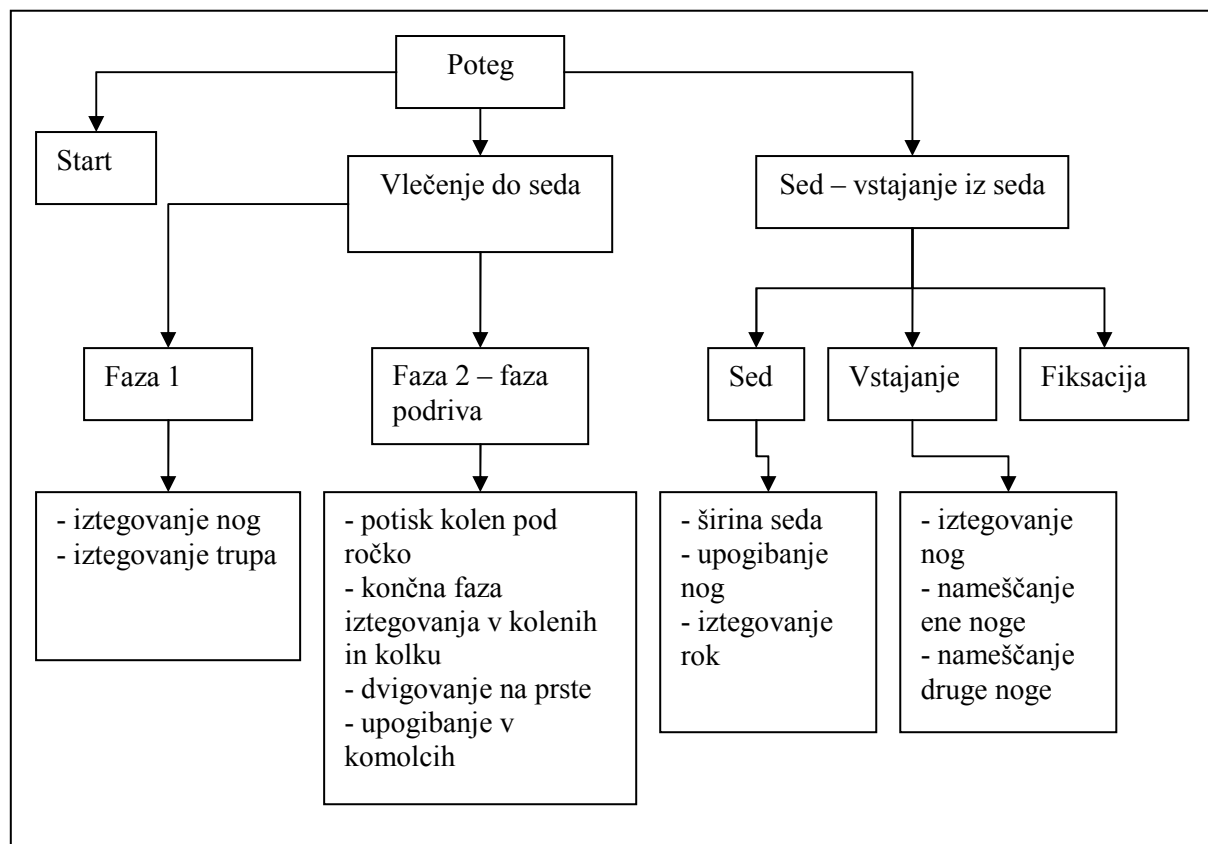 Poteg
Start
Vlečenje do seda
Sed – vstajanje iz seda
Faza 1
Faza 2 – faza
podriva
Sed
Vstajanje
Fiksacija
- iztegovanje nog
- iztegovanje trupa
- potisk kolen pod
ročko
- končna faza
iztegovanja v kolenih
in kolku
- dvigovanje na prste
- upogibanje v
komolcih
- širina seda
- upogibanje
nog
- iztegovanje
rok
- iztegovanje
nog
- nameščanje
ene noge
- nameščanje
druge noge